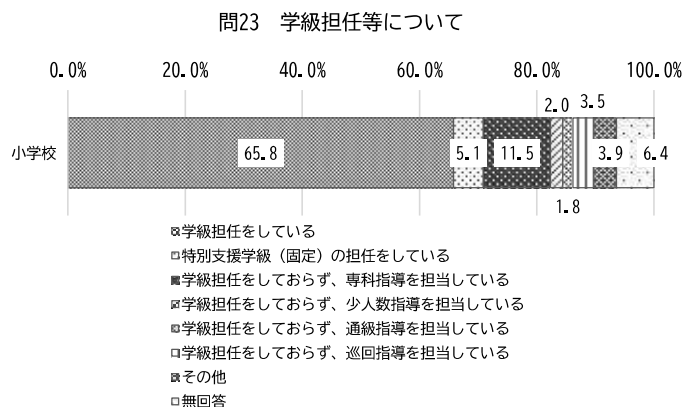 問23　学級担任等について
0.0% 20.0% 40.0% 60.0% 80.0% 100.0%
2.0 3.5
小学校 65.8 5.1 11.5 3.9 6.4
1.8
学級担任をしている
特別支援学級（固定）の担任をしている
学級担任をしておらず、専科指導を担当している
学級担任をしておらず、少人数指導を担当している
学級担任をしておらず、通級指導を担当している
学級担任をしておらず、巡回指導を担当している
その他
無回答